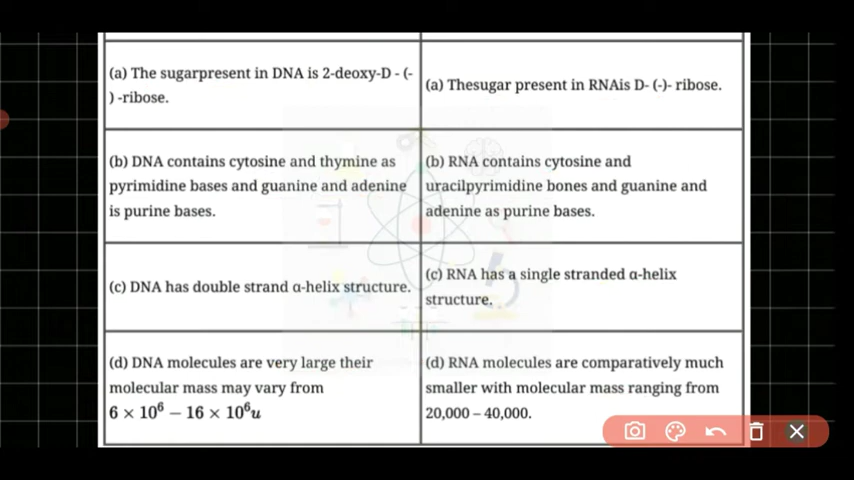 (a) The sugarpresent in DNA is 2-deoxy-D - (-
) -ribose.
(a) Thesugar present in RNAis D- (-)- ribose.
(b) DNA contains cytosine and thymine as
pyrimidine bases and guanine and adenine
is purine bases.
(b) RNA contains cytosine and
uracilpyrimidine bones and guanine and
adenine as purine bases.
(c) DNA has double strand α-helix structure.
(c) RNA has a single stranded α-helix
structure.
(d) DNA molecules are very large their
molecular mass may vary from
6 × 10⁶ – 16 × 10⁶u
(d) RNA molecules are comparatively much
smaller with molecular mass ranging from
20,000 – 40,000.